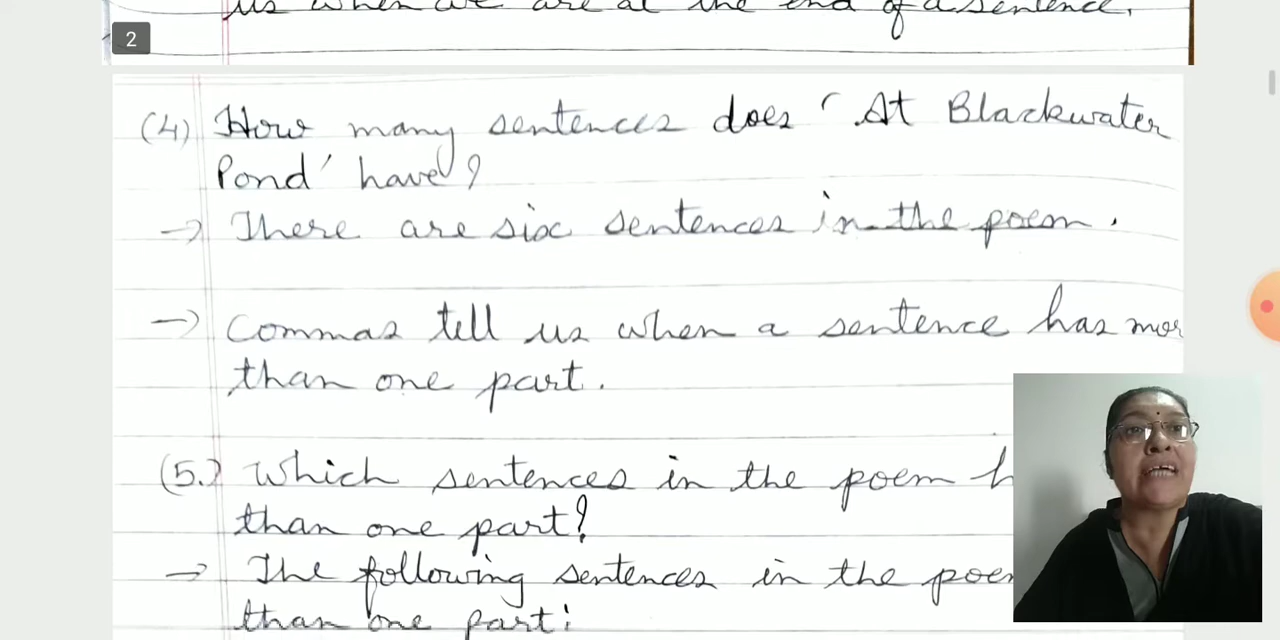 us when we are at the end of a sentence.
2
(4) How many sentences does 'At Blackwater
Pond' have?
→ There are six sentences in the poem.
→ Commas tell us when a sentence has mor
than one part.
(5.) Which sentences in the poem h
than one part?
→ The following sentences in the poem
than one part: